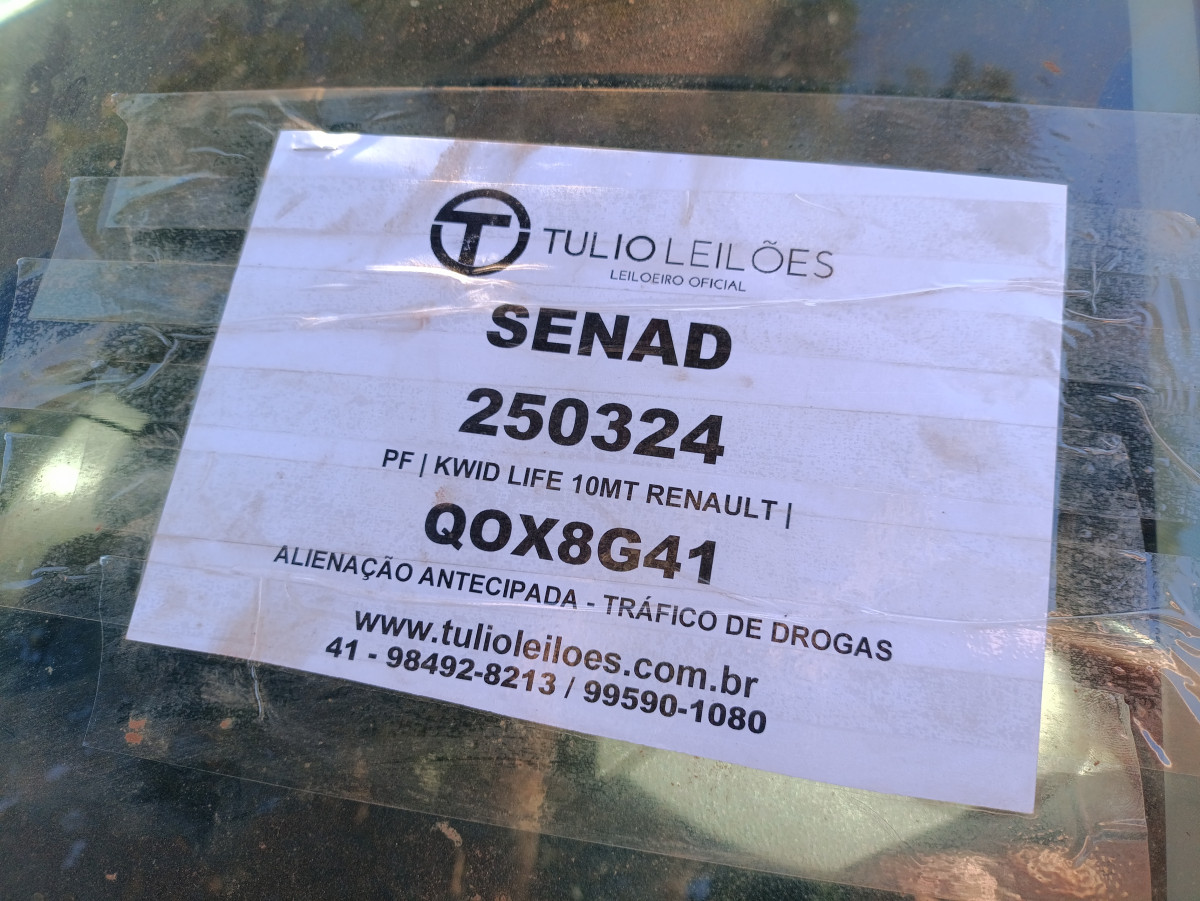 T TULIO LEILÕES
LEILOEIRO OFICIAL
SENAD
250324
PF | KWID LIFE 10MT RENAULT |
QOX8G41
ALIENAÇÃO ANTECIPADA - TRÁFICO DE DROGAS
www.tulioleiloes.com.br
41 - 98492-8213 / 99590-1080